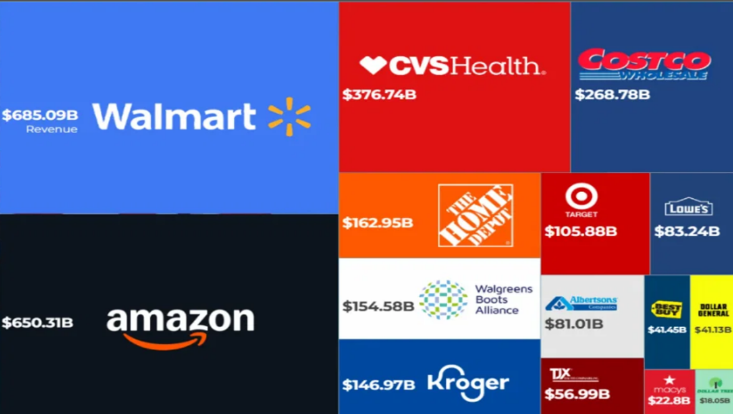 $685.09B
Revenue
Walmart
$650.31B
amazon
CVSHealth.
$376.74B
COSTCO
WHOLESALE
$268.78B
$162.95B
THE
HOME
DEPOT
$154.58B
Walgreens
Boots
Alliance
$146.97B
Kroger
TARGET
$105.88B
LOWE'S
$83.24B
Albertsons
Companies
$81.01B
TJX
$56.99B
BEST
BUY
$41.45B
DOLLAR
GENERAL
$41.13B
macys
$22.8B
DOLLAR TREE
$18.05B